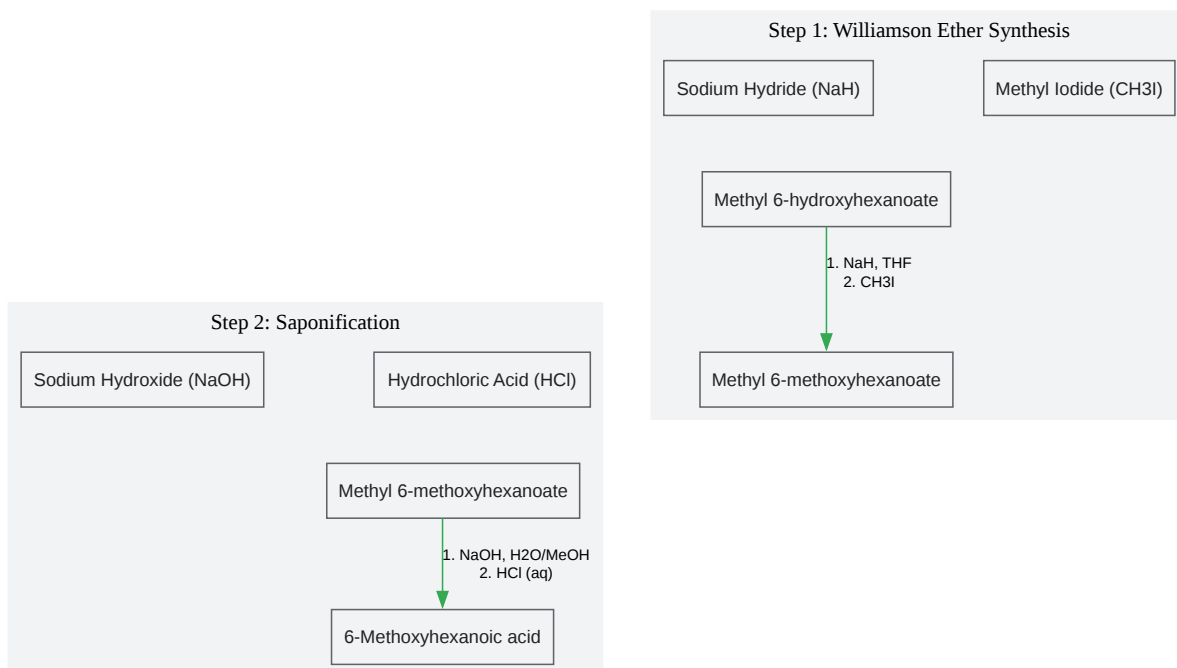 Step 1: Williamson Ether Synthesis
Sodium Hydride (NaH)
Methyl Iodide (CH3I)
Methyl 6-hydroxyhexanoate
1. NaH, THF
2. CH3I
Methyl 6-methoxyhexanoate
Step 2: Saponification
Sodium Hydroxide (NaOH)
Hydrochloric Acid (HCl)
Methyl 6-methoxyhexanoate
1. NaOH, H2O/MeOH
2. HCl (aq)
6-Methoxyhexanoic acid